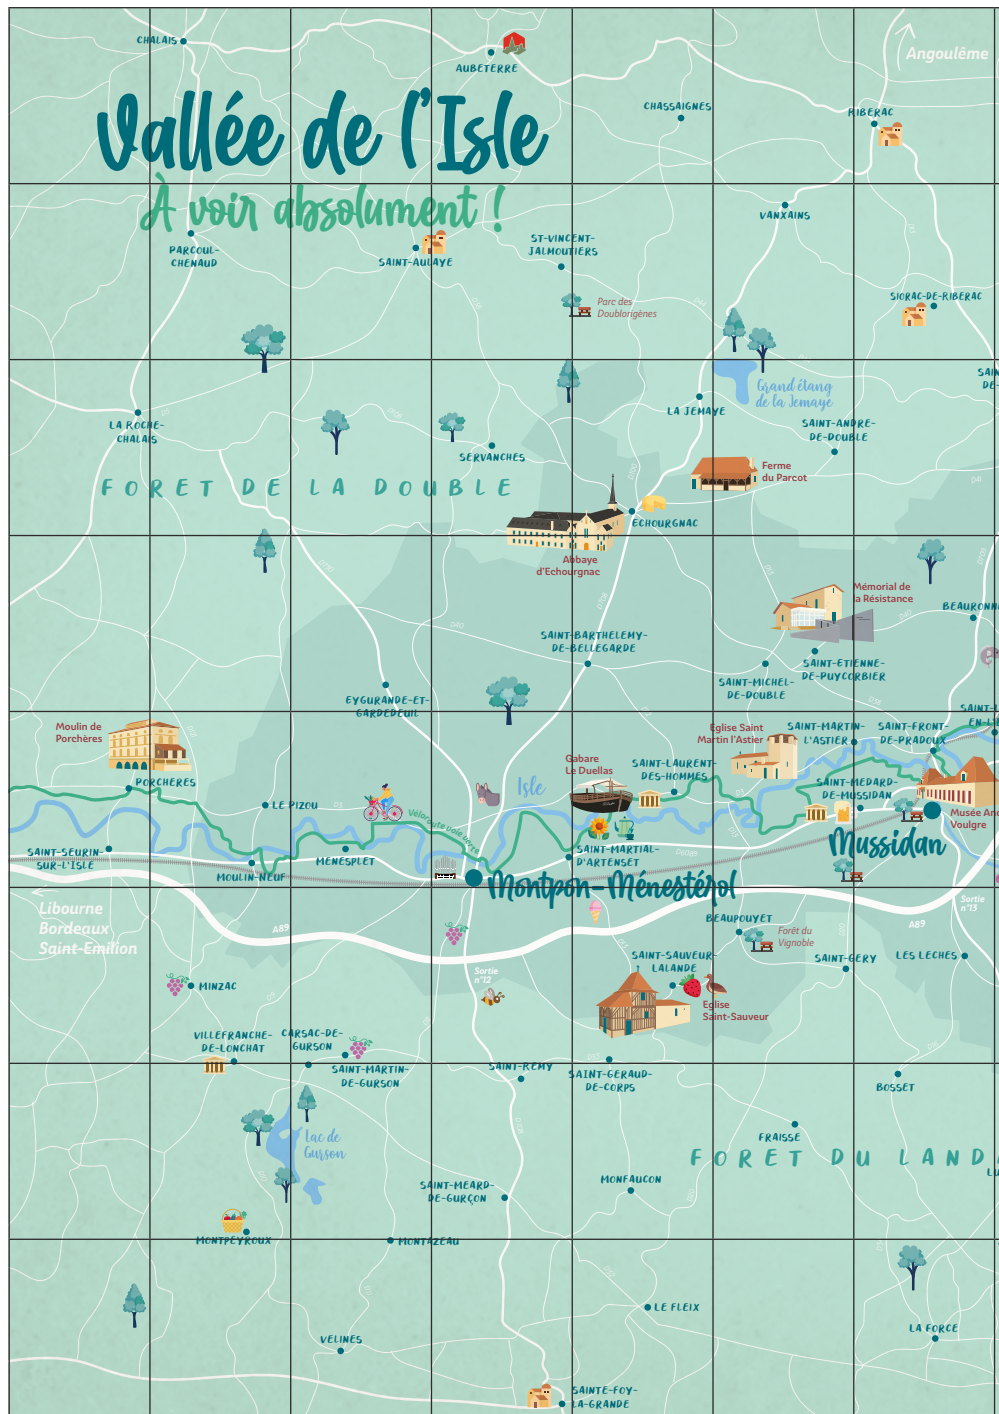 CHALAIS
AUBETERRE
Angoulême
CHASSAIGNES
RIBERAC
Vallée de l'Isle
À voir absolument !
VANXAINS
PARCOUL-
CHENAUD
SAINT-AULAYE
ST-VINCENT-
JALMOUTIERS
Parc des
Doublorigènes
SIORAC-DE-RIBERAC
Grand étang
de la Jemaye
LA JEMAYE
SAINT-ANDRE-
DE-DOUBLE
LA ROCHE-
CHALAIS
SERVANCHES
Ferme
du Parcot
FORET DE LA DOUBLE
ECHOURGNAC
Abbaye
d'Echourgnac
Mémorial de
la Résistance
BEAURONN
SAINT-BARTHELEMY-
DE-BELLEGARDE
SAINT-ETIENNE-
DE-PUYCORBIER
SAINT-MICHEL-
DE-DOUBLE
EYGURANDE-ET-
GARDEDEUIL
Moulin de
Porchères
PORCHERES
Eglise Saint
Martin l'Astier
SAINT-MARTIN-
L'ASTIER
SAINT-FRONT-
DE-PRADOUX
Gabare
Le Duellas
SAINT-LAURENT-
DES-HOMMES
SAINT-MEDARD-
DE-MUSSIDAN
Isle
LE PIZOU
Véloroute voie verte
Musée And
Voulgre
Mussidan
SAINT-SEURIN-
SUR-L'ISLE
MOULIN-NEUF
MENESPLET
SAINT-MARTIAL-
D'ARTENSET
D6089
Montpon-Ménestérol
Libourne
Bordeaux
Saint-Emilion
A89
BEAUPOUYET
Forêt du
Vignoble
A89
Sortie
n°13
SAINT-GERY
LES LECHES
SAINT-SAUVEUR-
LALANDE
Sortie
n°12
MINZAC
Eglise
Saint-Sauveur
VILLEFRANCHE-
DE-LONCHAT
CARSAC-DE-
GURSON
SAINT-MARTIN-
DE-GURSON
SAINT-REMY
SAINT-GERAUD-
DE-CORPS
BOSSET
Lac de
Gurson
FRAISSE
FORET DU LAND
SAINT-MEARD-
DE-GURÇON
MONFAUCON
MONTPEYROUX
MONTAZEAU
LE FLEIX
VELINES
LA FORCE
SAINTE-FOY-
LA-GRANDE